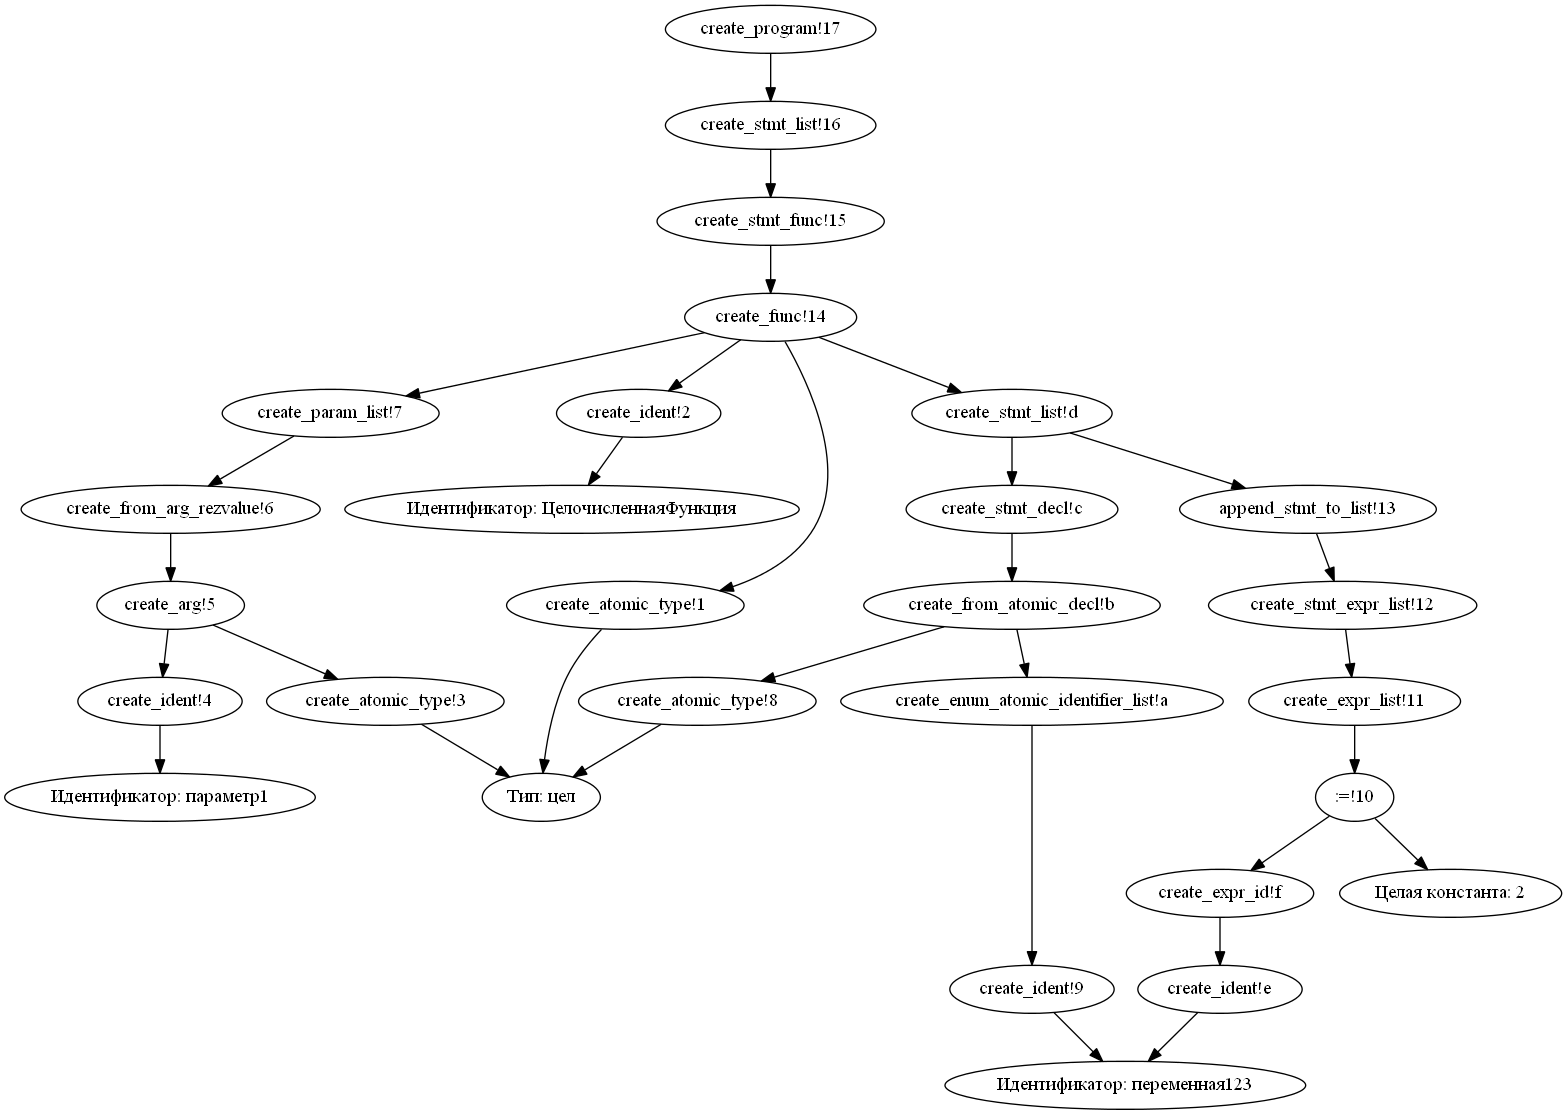 create_program!17
create_stmt_list!16
create_stmt_func!15
create_func!14
create_param_list!7
create_ident!2
create_stmt_list!d
create_from_arg_rezvalue!6
Идентификатор: ЦелочисленнаяФункция
create_stmt_decl!c
append_stmt_to_list!13
create_arg!5
create_atomic_type!1
create_from_atomic_decl!b
create_stmt_expr_list!12
create_ident!4
create_atomic_type!3
create_atomic_type!8
create_enum_atomic_identifier_list!a
create_expr_list!11
Идентификатор: параметр1
Тип: цел
:=!10
create_expr_id!f
Целая константа: 2
create_ident!9
create_ident!e
Идентификатор: переменная123